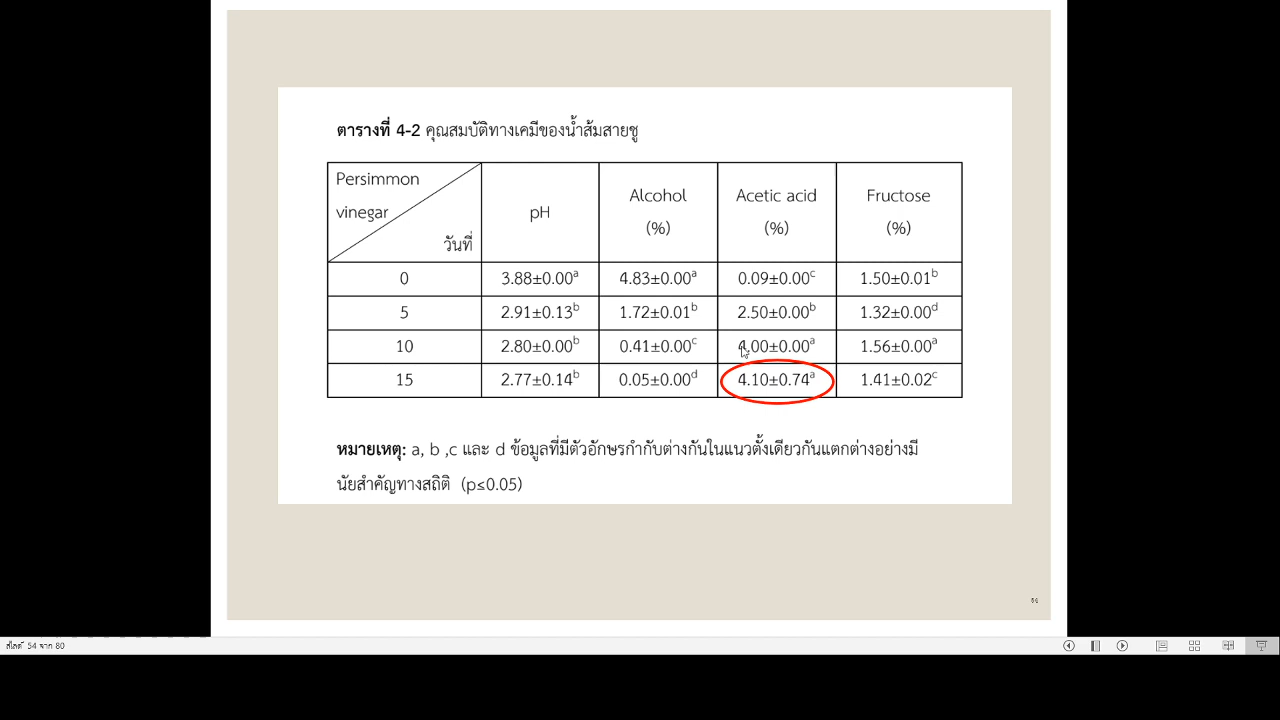 ตารางที่ 4-2 คุณสมบัติทางเคมีของน้ำส้มสายชู
Persimmon vinegar วันที่ pH Alcohol (%) Acetic acid (%) Fructose (%)
0 3.88±0.00a 4.83±0.00a 0.09±0.00c 1.50±0.01b
5 2.91±0.13b 1.72±0.01b 2.50±0.00b 1.32±0.00d
10 2.80±0.00b 0.41±0.00c 4.00±0.00a 1.56±0.00a
15 2.77±0.14b 0.05±0.00d 4.10±0.74a 1.41±0.02c
หมายเหตุ: a, b ,c และ d ข้อมูลที่มีตัวอักษรกำกับต่างกันในแนวตั้งเดียวกันแตกต่างอย่างมี
นัยสำคัญทางสถิติ (p≤0.05)
54
สไลด์ 54 จาก 80